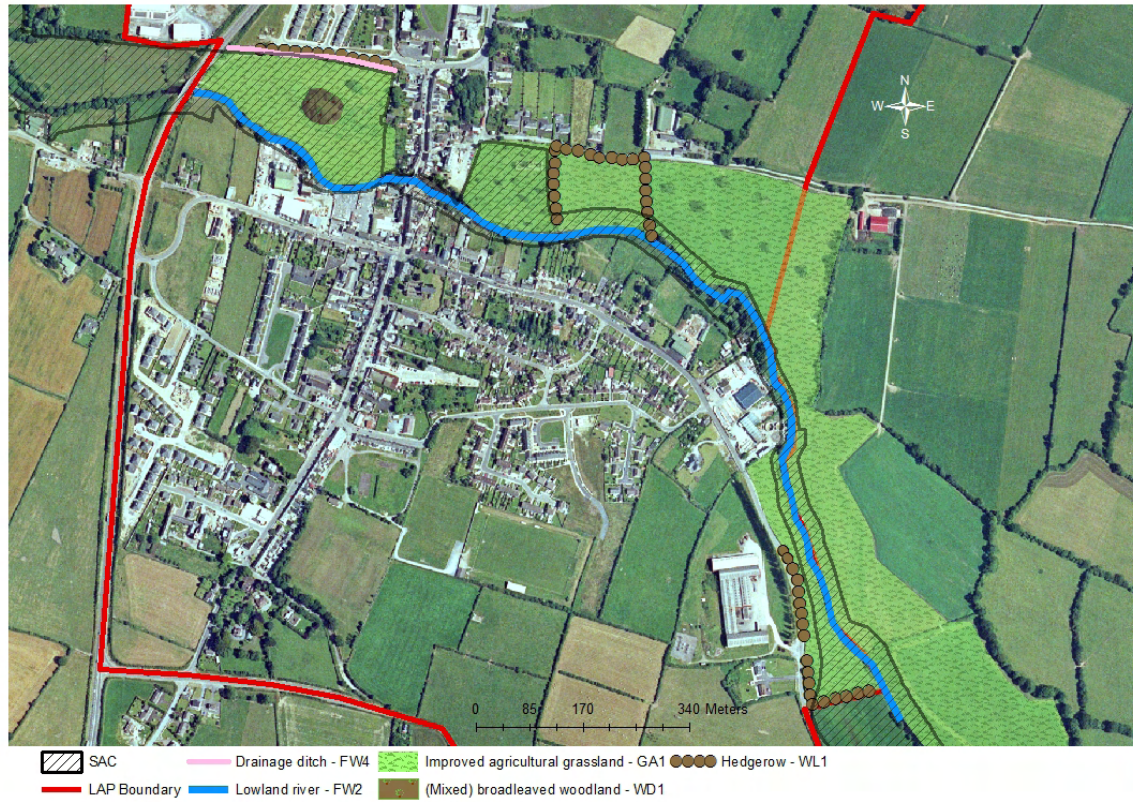 N
W E
S
0 85 170 340 Meters
SAC Drainage ditch - FW4 Improved agricultural grassland - GA1 Hedgerow - WL1
LAP Boundary Lowland river - FW2 (Mixed) broadleaved woodland - WD1